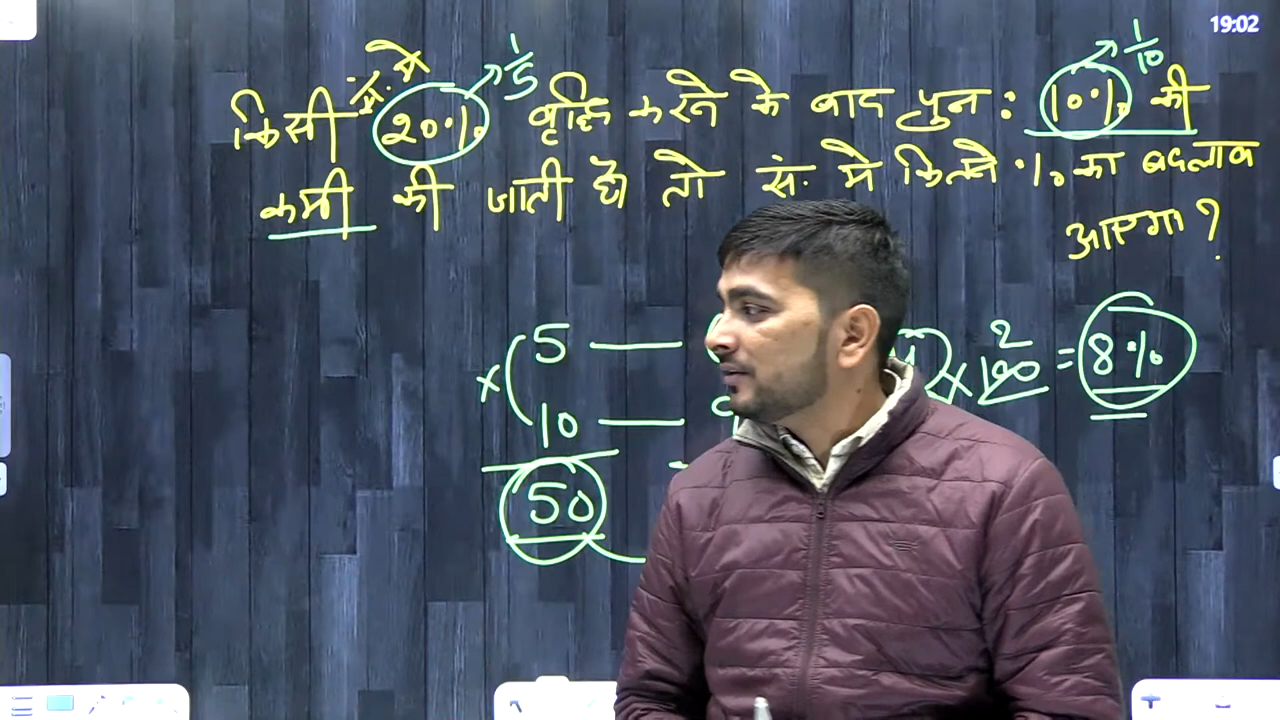 19:02
किसी सं. में 20% वृद्धि करने के बाद पुन: 10% की
1/5
1/10
कमी की जाती है तो सं. में कितने % का बदलाव
आएगा ?
× 5 — × 100 2 = 8%
10 —
50